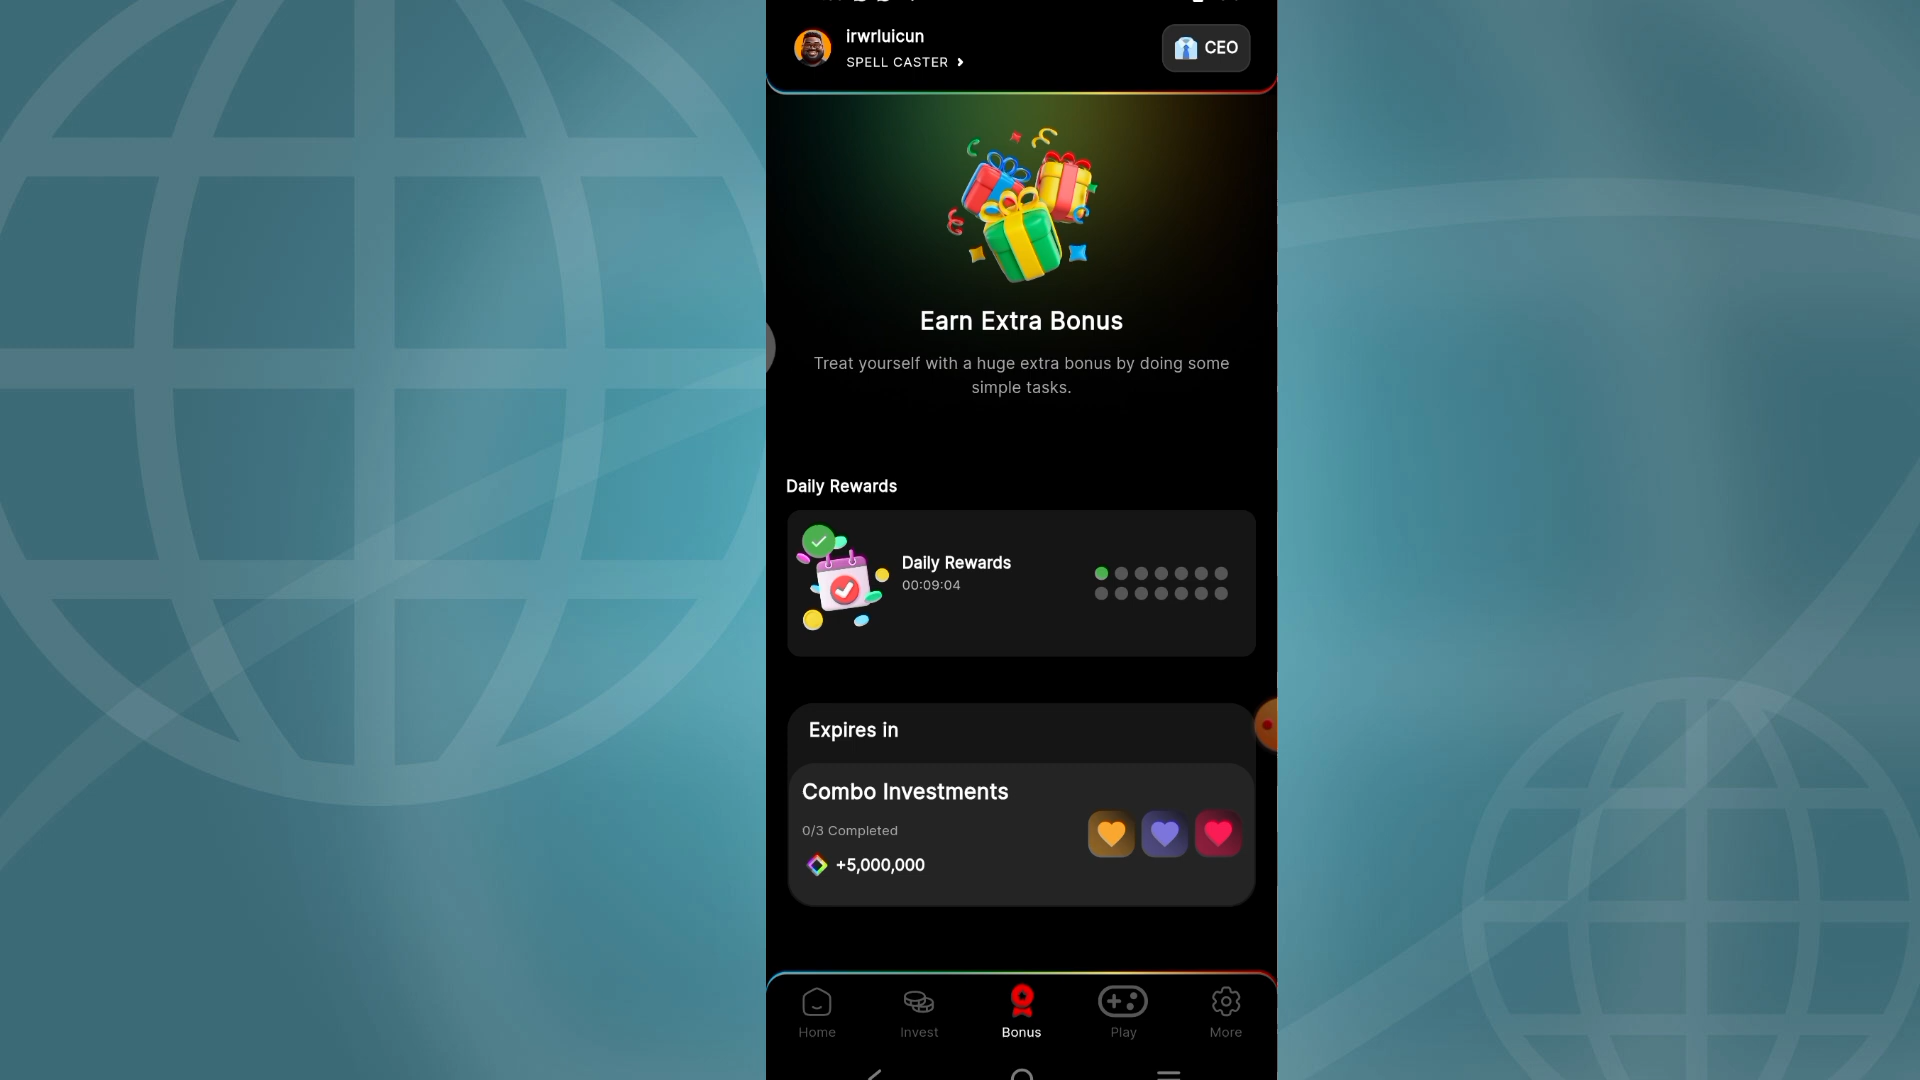 irwrluicun
SPELL CASTER
CEO
Earn Extra Bonus
Treat yourself with a huge extra bonus by doing some
simple tasks.
Daily Rewards
Daily Rewards
00:09:04
Expires in
Combo Investments
0/3 Completed
+5,000,000
Home
Invest
Bonus
Play
More